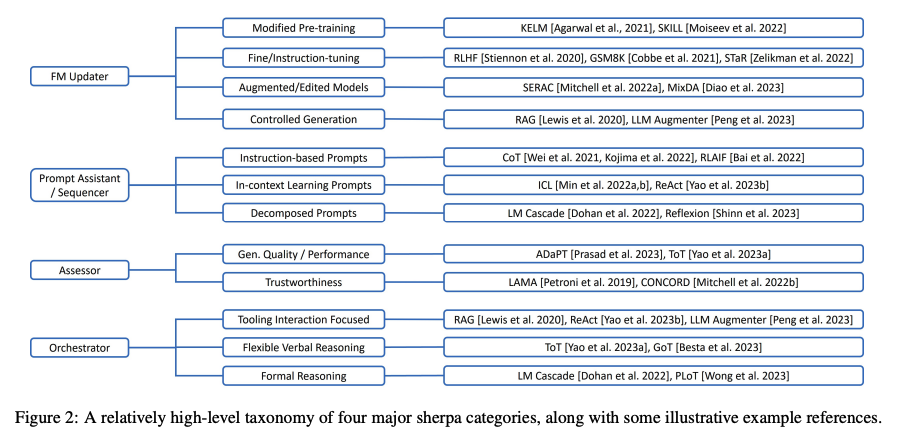 Modified Pre-training
KELM [Agarwal et al., 2021], SKILL [Moiseev et al. 2022]
Fine/Instruction-tuning
RLHF [Stiennon et al. 2020], GSM8K [Cobbe et al. 2021], STaR [Zelikman et al. 2022]
FM Updater
Augmented/Edited Models
SERAC [Mitchell et al. 2022a], MixDA [Diao et al. 2023]
Controlled Generation
RAG [Lewis et al. 2020], LLM Augmenter [Peng et al. 2023]
Instruction-based Prompts
CoT [Wei et al. 2021, Kojima et al. 2022], RLAIF [Bai et al. 2022]
Prompt Assistant
/ Sequencer
In-context Learning Prompts
ICL [Min et al. 2022a,b], ReAct [Yao et al. 2023b]
Decomposed Prompts
LM Cascade [Dohan et al. 2022], Reflexion [Shinn et al. 2023]
Gen. Quality / Performance
ADaPT [Prasad et al. 2023], ToT [Yao et al. 2023a]
Assessor
Trustworthiness
LAMA [Petroni et al. 2019], CONCORD [Mitchell et al. 2022b]
Tooling Interaction Focused
RAG [Lewis et al. 2020], ReAct [Yao et al. 2023b], LLM Augmenter [Peng et al. 2023]
Orchestrator
Flexible Verbal Reasoning
ToT [Yao et al. 2023a], GoT [Besta et al. 2023]
Formal Reasoning
LM Cascade [Dohan et al. 2022], PLoT [Wong et al. 2023]
Figure 2: A relatively high-level taxonomy of four major sherpa categories, along with some illustrative example references.